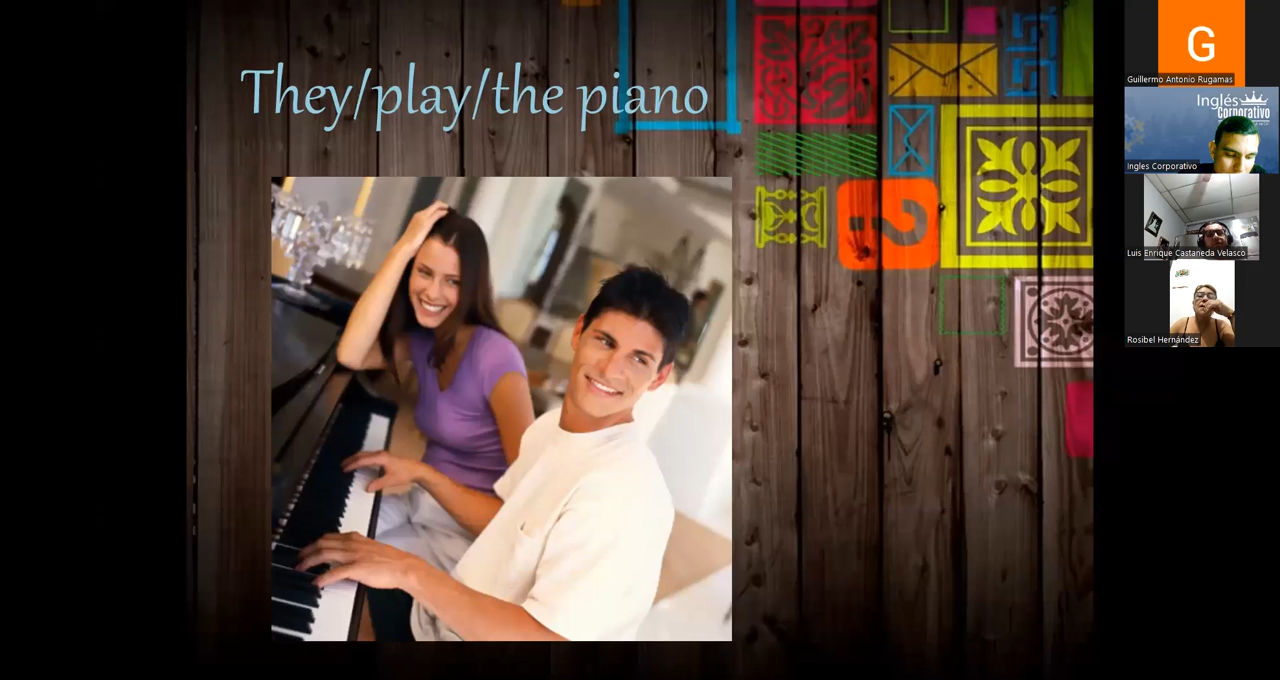 They/play/the piano
G
Guillermo Antonio Rugamas
Inglés
Corporativo
Ingles Corporativo
Luis Enrique Castaneda Velasco
Rosibel Hernández